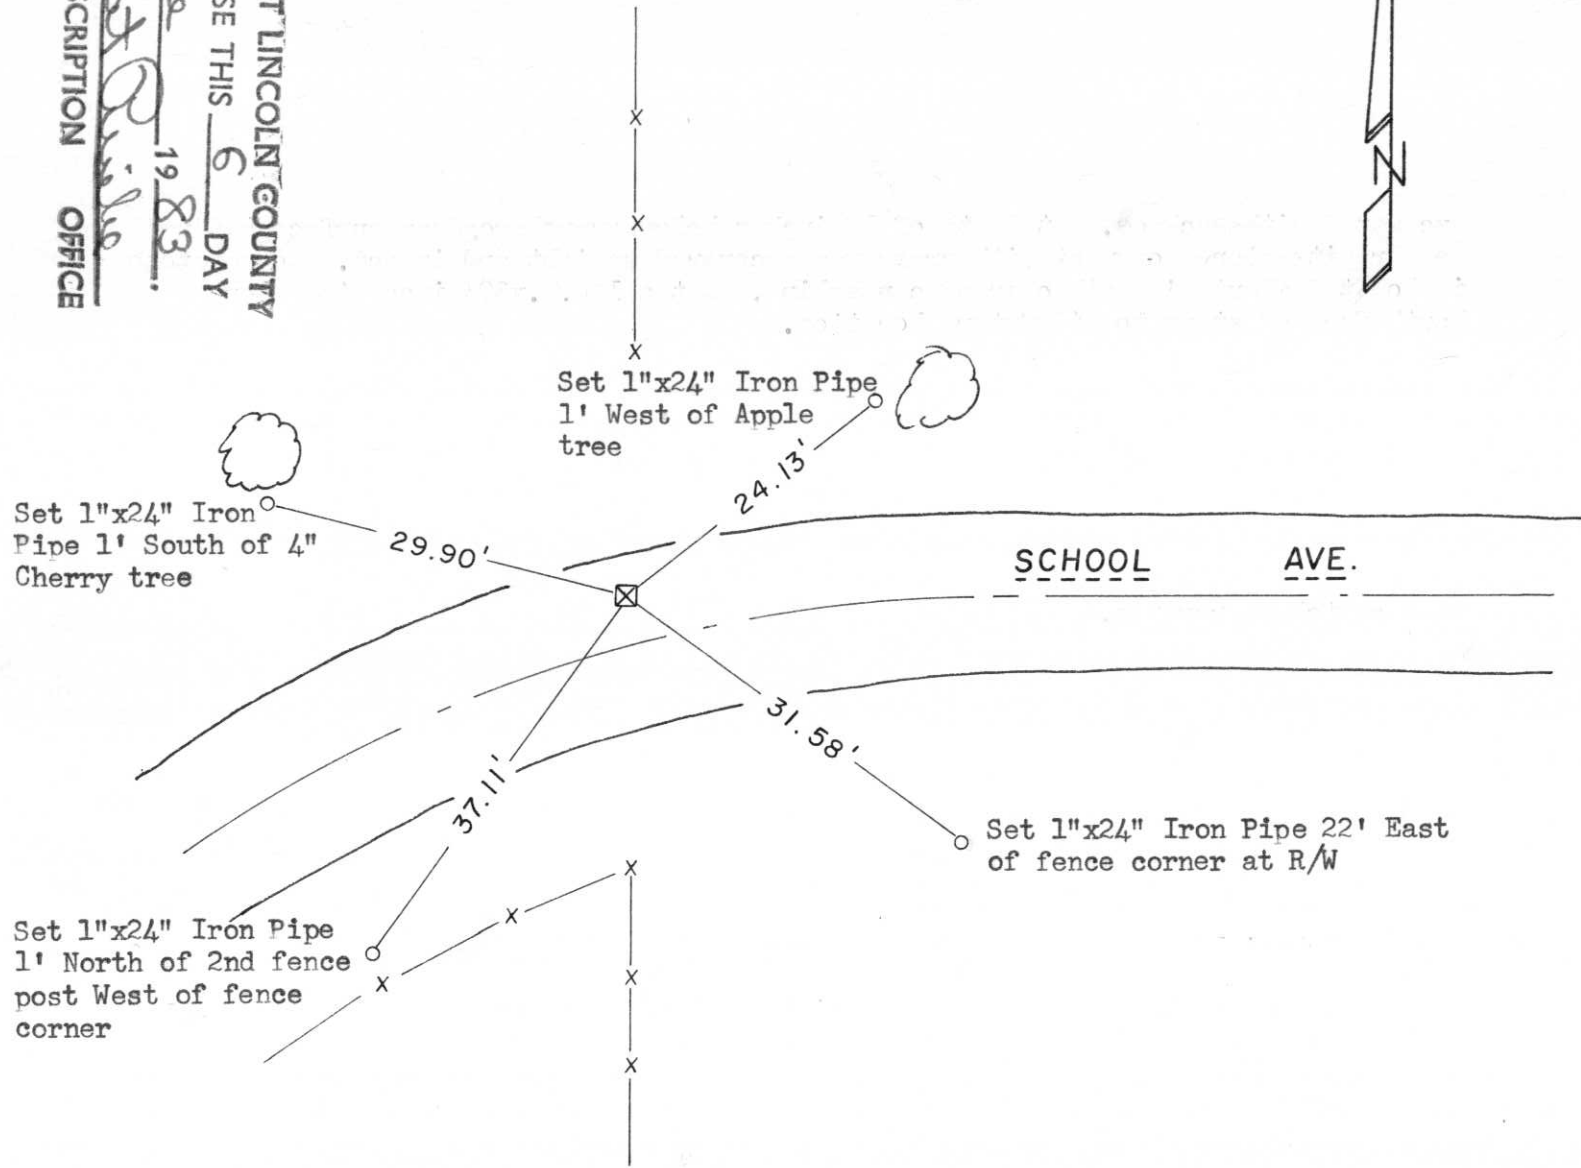 T LINCOLN COUNTY
SE THIS 6 DAY
19 83.
SCRIPTION OFFICE
N
Set 1"x24" Iron Pipe
1' West of Apple
tree
24.13'
Set 1"x24" Iron
Pipe 1' South of 4"
Cherry tree
29.90'
SCHOOL AVE.
31.58'
37.11'
Set 1"x24" Iron Pipe 22' East
of fence corner at R/W
Set 1"x24" Iron Pipe
1' North of 2nd fence
post West of fence
corner